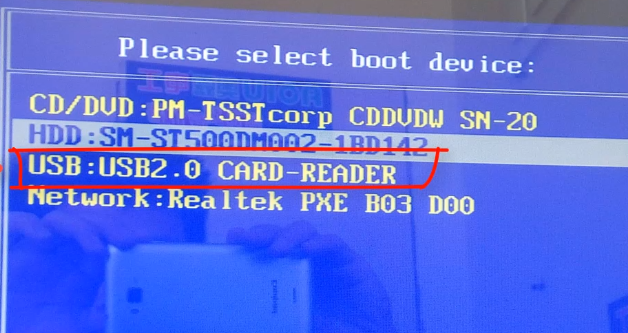 Please select boot device:
CD/DVD:PM-TSSTcorp CDDVDW SN-20
HDD:SM-ST500DM002-1BD142
USB:USB2.0 CARD-READER
Network:Realtek PXE B03 D00